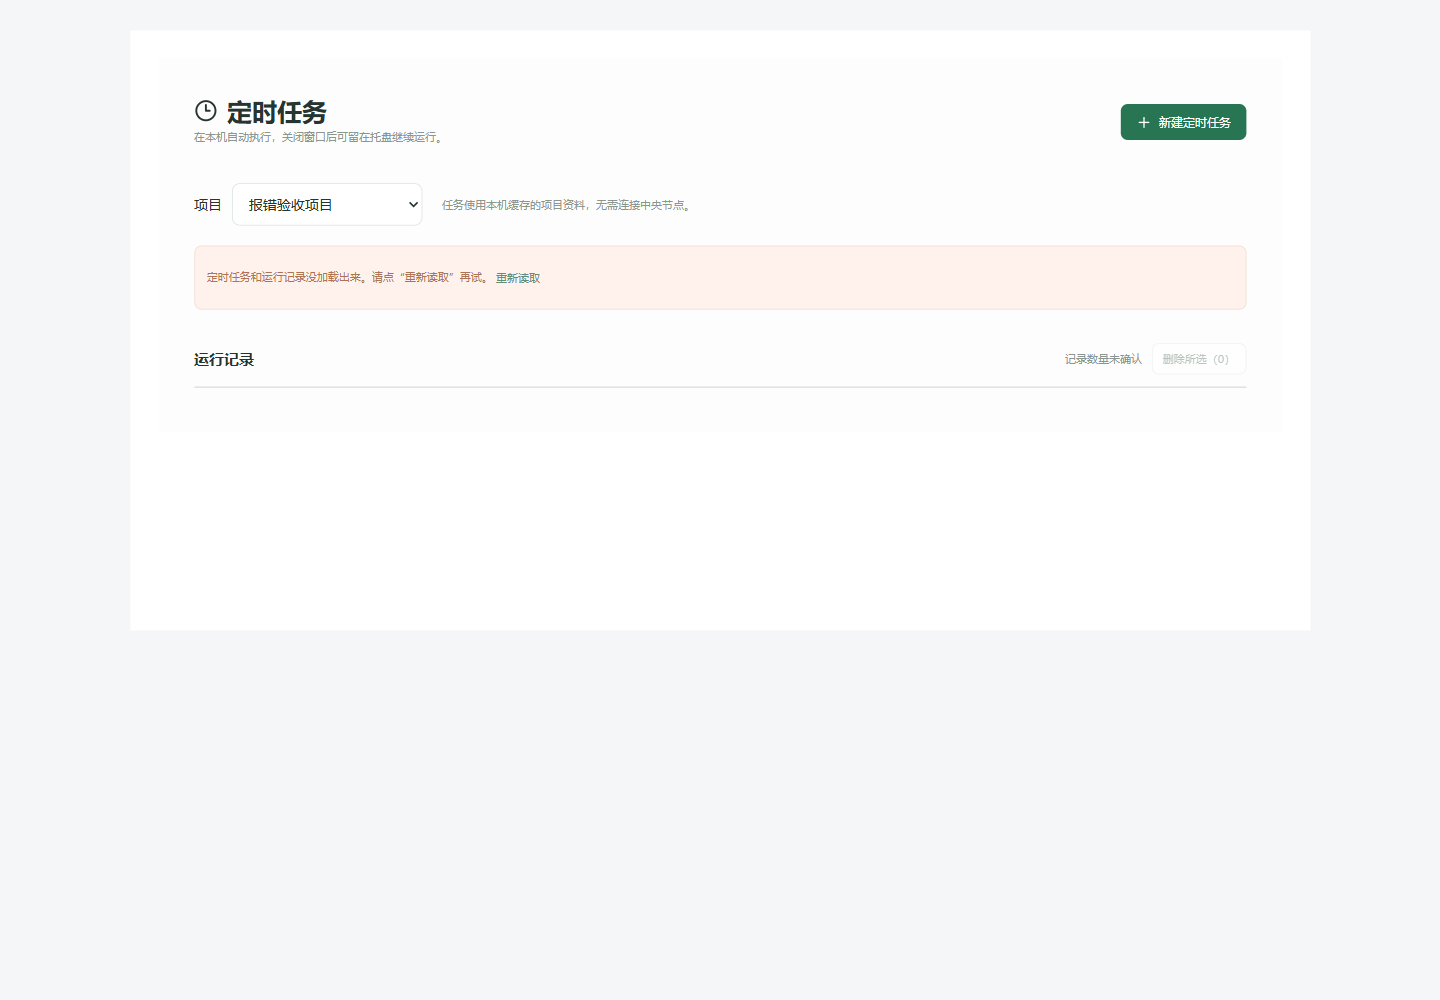 定时任务
在本机自动执行，关闭窗口后可留在托盘继续运行。
新建定时任务
项目 报错验收项目 任务使用本机缓存的项目资料，无需连接中央节点。
定时任务和运行记录没加载出来。请点“重新读取”再试。 重新读取
运行记录 记录数量未确认 删除所选（0）